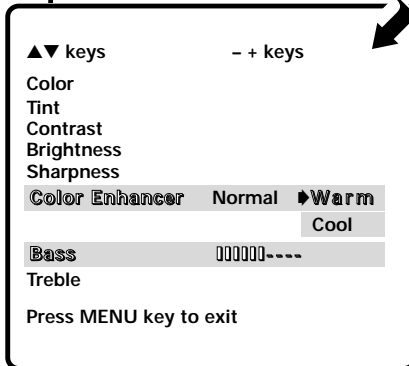 ▲▼ keys – + keys
Color
Tint
Contrast
Brightness
Sharpness
Color Enhancer Normal ➧Warm
Cool
Bass
Treble
Press MENU key to exit